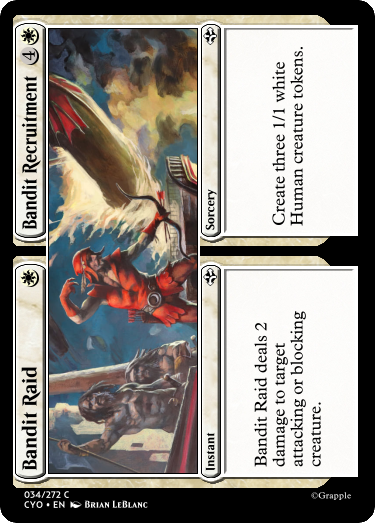 Bandit Raid
Instant
Bandit Raid deals 2
damage to target
attacking or blocking
creature.
Bandit Recruitment 4
Sorcery
Create three 1/1 white
Human creature tokens.
034/272 C
CYO • EN Brian LeBlanc
©Grapple